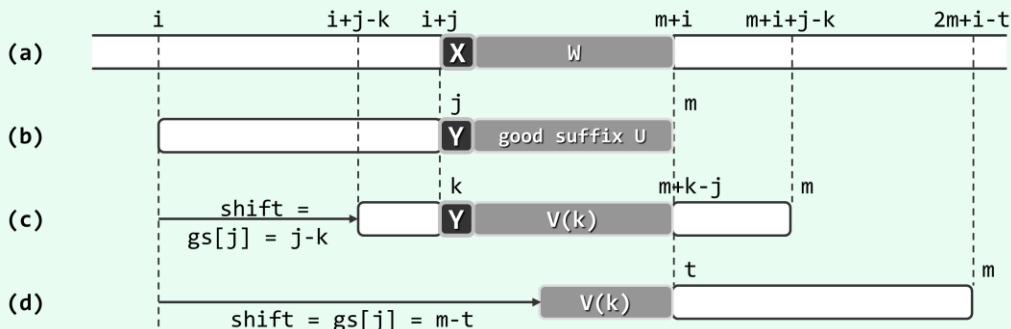 i i+j-k i+j m+i m+i+j-k 2m+i-t
(a) X W
j m
(b) Y good suffix U
k m+k-j m
(c) shift = Y V(k)
gs[j] = j-k
t m
(d) V(k)
shift = gs[j] = m-t